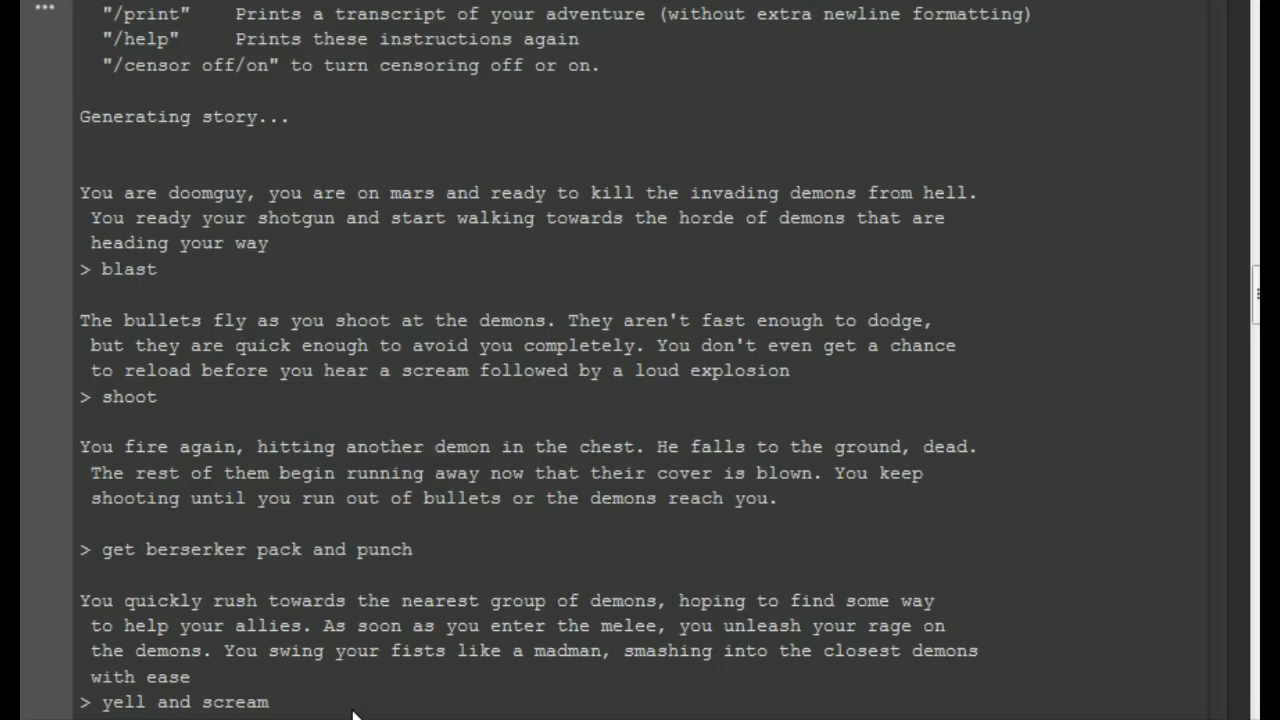 "/print" Prints a transcript of your adventure (without extra newline formatting)
"/help" Prints these instructions again
"/censor off/on" to turn censoring off or on.
Generating story...
You are doomguy, you are on mars and ready to kill the invading demons from hell.
You ready your shotgun and start walking towards the horde of demons that are
heading your way
> blast
The bullets fly as you shoot at the demons. They aren't fast enough to dodge,
but they are quick enough to avoid you completely. You don't even get a chance
to reload before you hear a scream followed by a loud explosion
> shoot
You fire again, hitting another demon in the chest. He falls to the ground, dead.
The rest of them begin running away now that their cover is blown. You keep
shooting until you run out of bullets or the demons reach you.
> get berserker pack and punch
You quickly rush towards the nearest group of demons, hoping to find some way
to help your allies. As soon as you enter the melee, you unleash your rage on
the demons. You swing your fists like a madman, smashing into the closest demons
with ease
> yell and scream